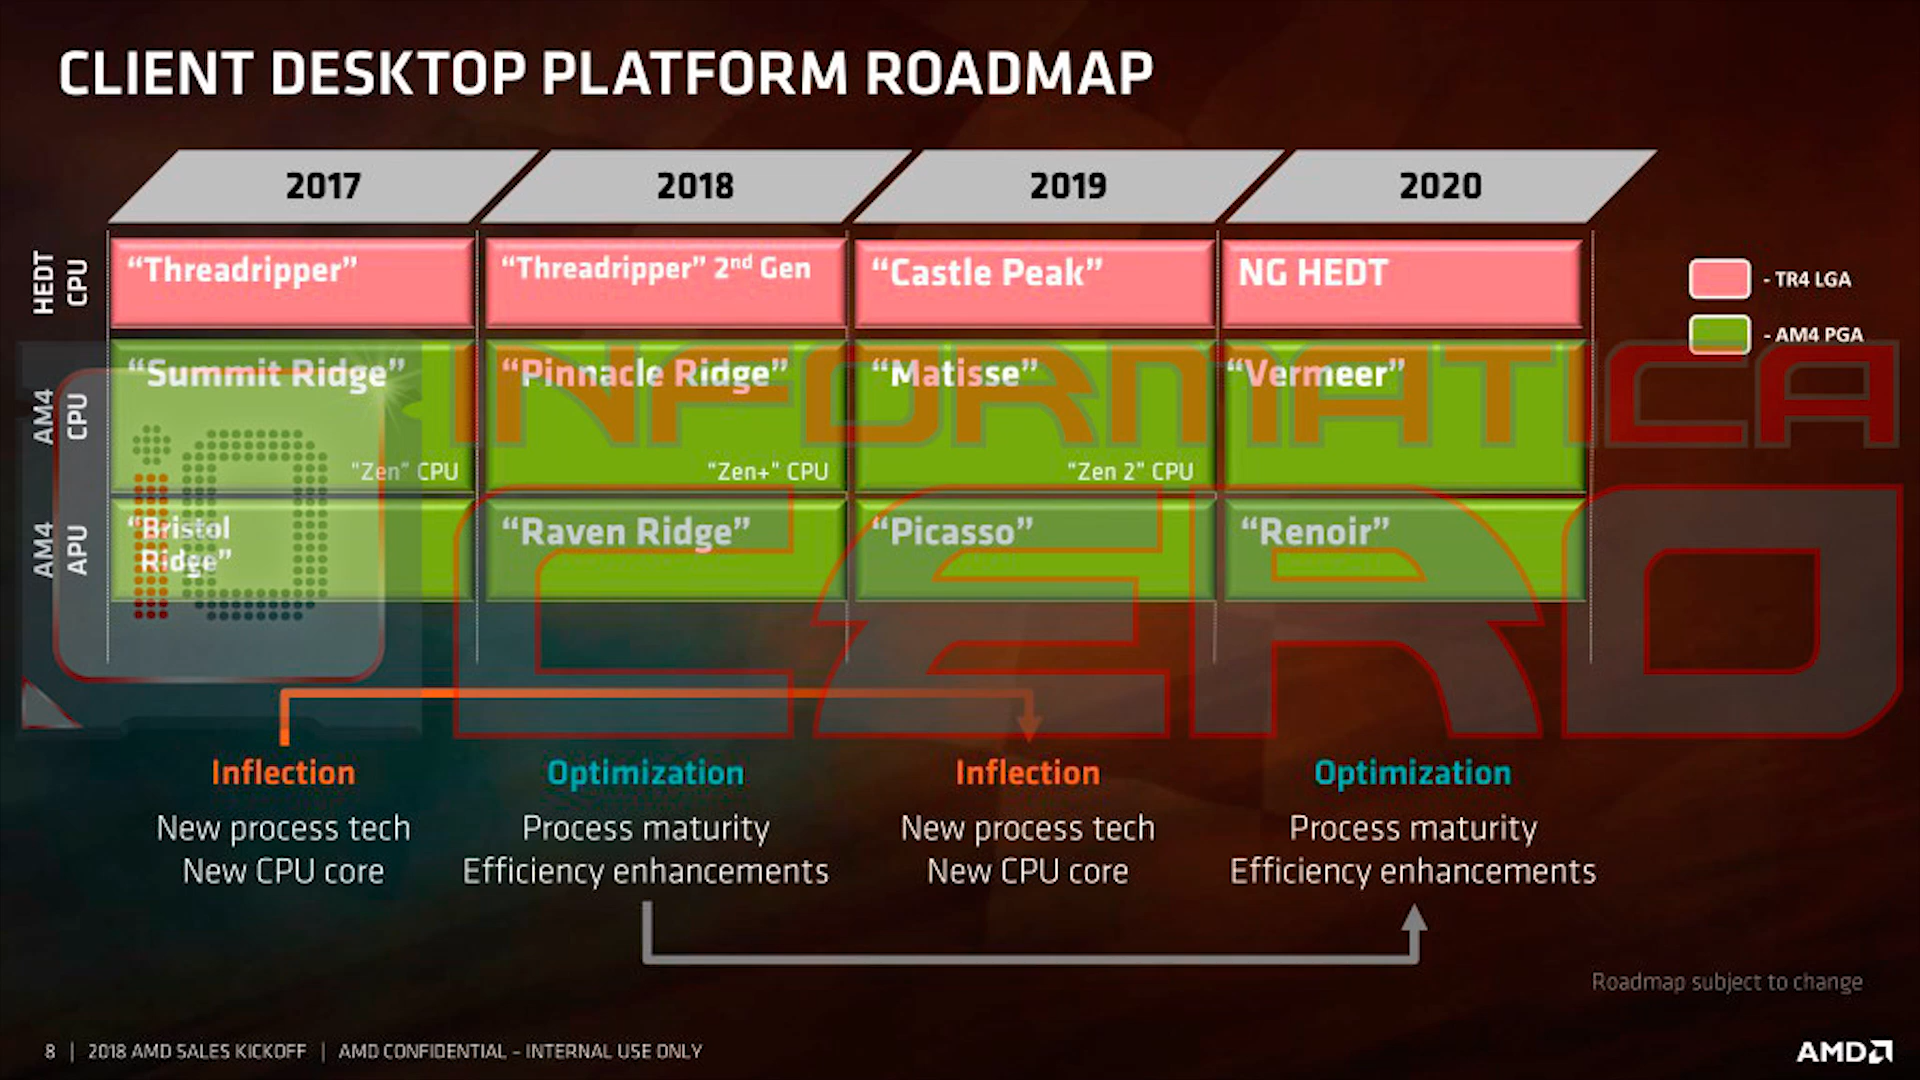 CLIENT DESKTOP PLATFORM ROADMAP
2017 2018 2019 2020
HEDT
CPU
“Threadripper” “Threadripper” 2nd Gen “Castle Peak” NG HEDT
- TR4 LGA
- AM4 PGA
AM4
CPU
“Summit Ridge” “Pinnacle Ridge” “Matisse” “Vermeer”
“Zen” CPU “Zen+” CPU “Zen 2” CPU
AM4
APU
“Bristol
Ridge”
“Raven Ridge” “Picasso” “Renoir”
i0
INFORMATICA
CERO
Inflection Optimization Inflection Optimization
New process tech Process maturity New process tech Process maturity
New CPU core Efficiency enhancements New CPU core Efficiency enhancements
Roadmap subject to change
8 | 2018 AMD SALES KICKOFF | AMD CONFIDENTIAL – INTERNAL USE ONLY
AMD